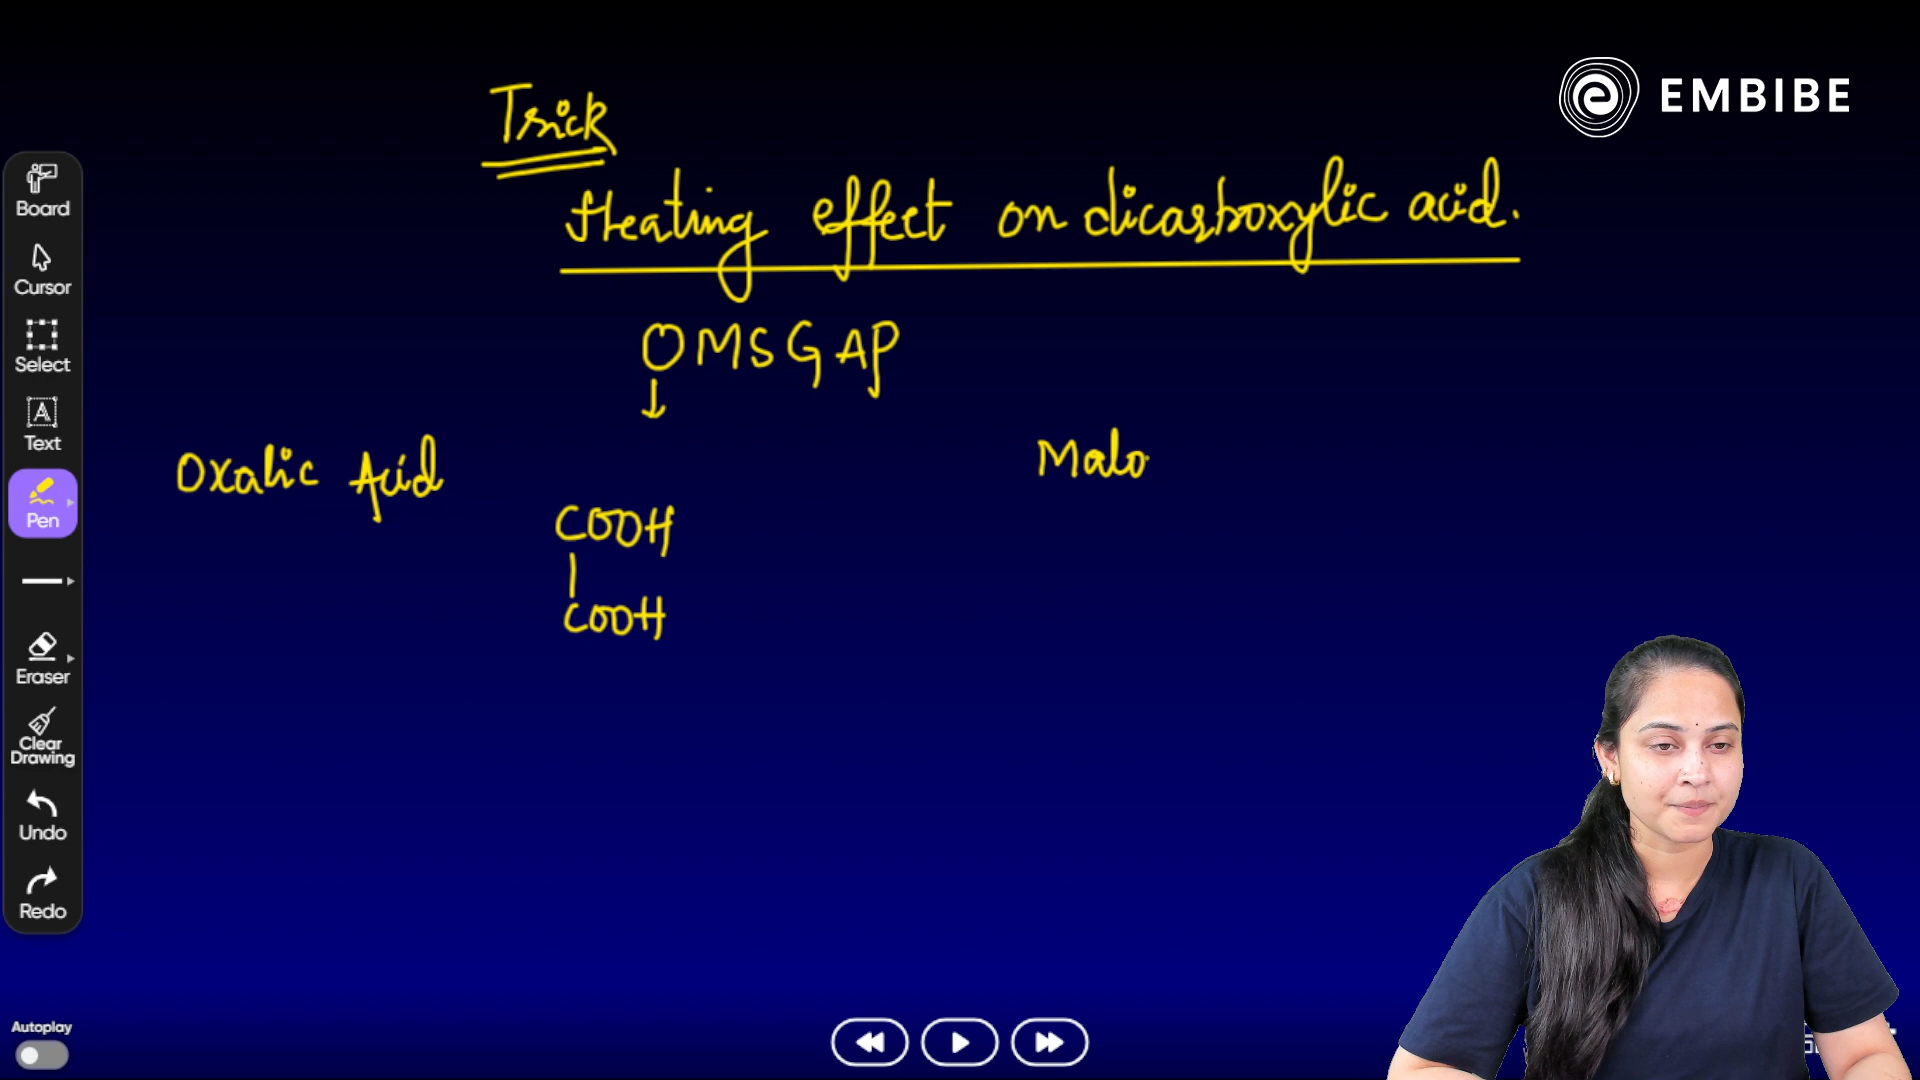 EMBIBE
Trick
Heating effect on dicarboxylic acid.
OMSGAP
Oxalic Acid
Malo
COOH
COOH
Board
Cursor
Select
Text
Pen
Eraser
Clear
Drawing
Undo
Redo
Autoplay